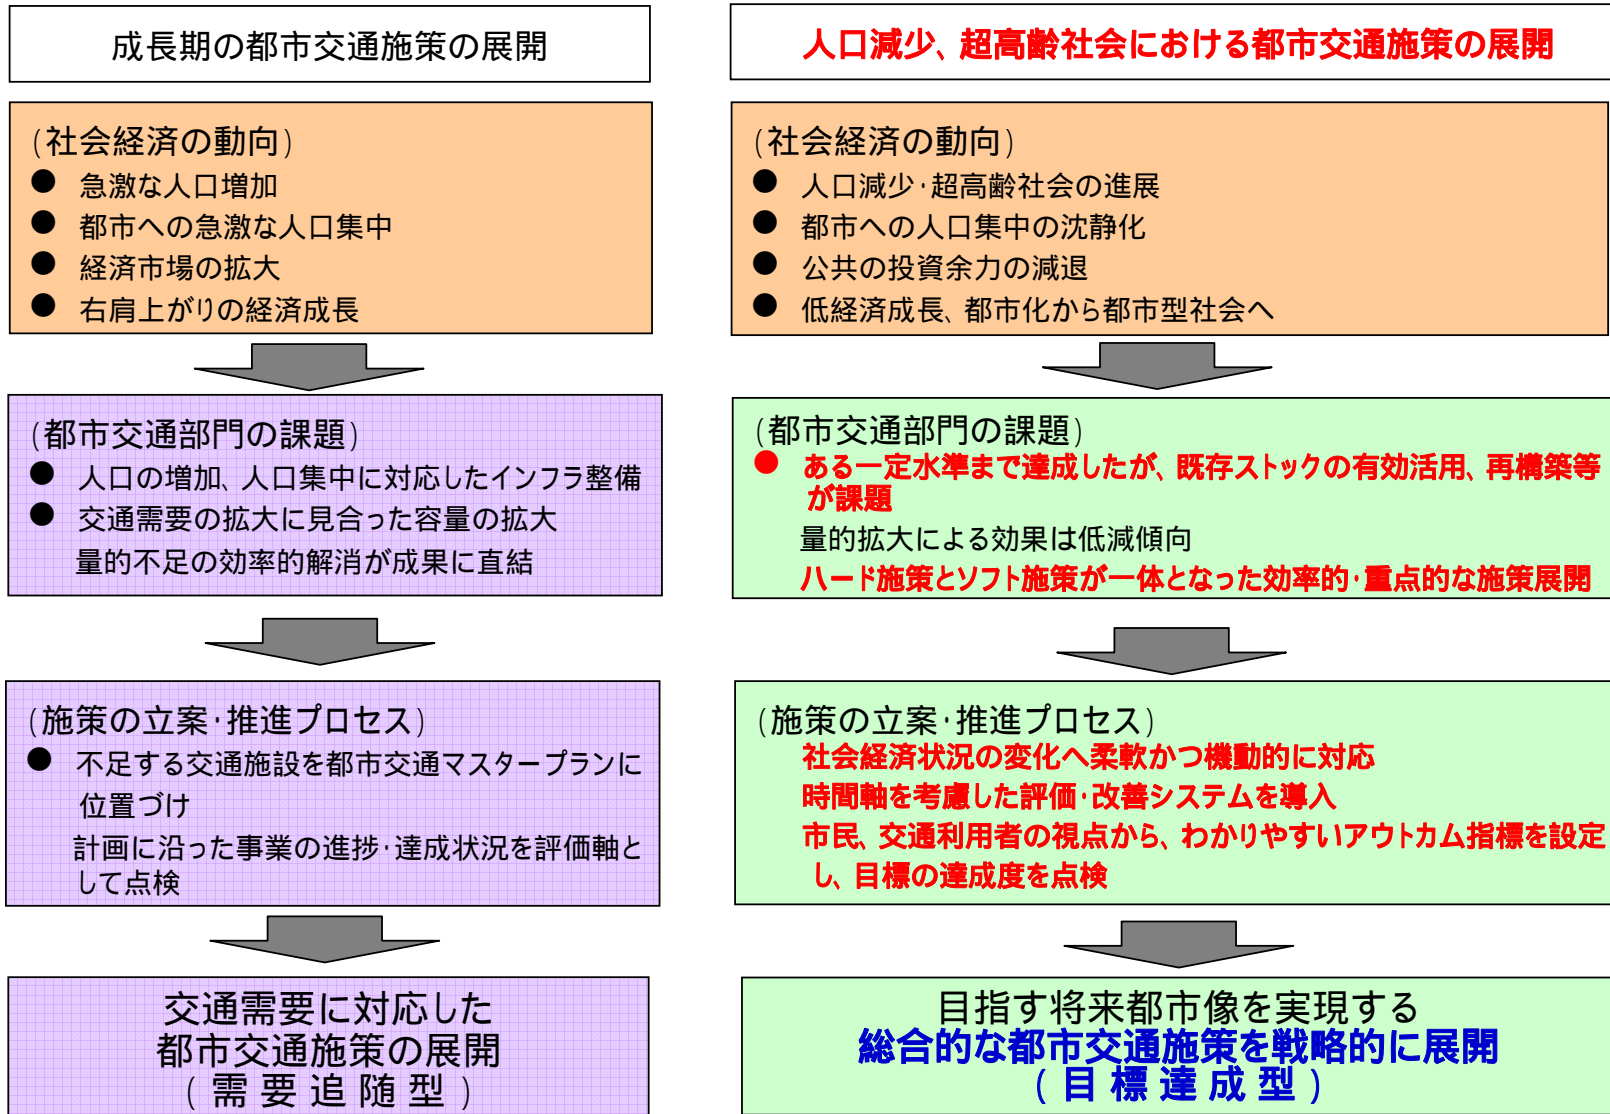 成長期の都市交通施策の展開
(社会経済の動向)
● 急激な人口増加
● 都市への急激な人口集中
● 経済市場の拡大
● 右肩上がりの経済成長
(都市交通部門の課題)
● 人口の増加、人口集中に対応したインフラ整備
● 交通需要の拡大に見合った容量の拡大
量的不足の効率的解消が成果に直結
(施策の立案・推進プロセス)
● 不足する交通施設を都市交通マスタープランに
位置づけ
計画に沿った事業の進捗・達成状況を評価軸と
して点検
交通需要に対応した
都市交通施策の展開
(需要追随型)
人口減少、超高齢社会における都市交通施策の展開
(社会経済の動向)
● 人口減少・超高齢社会の進展
● 都市への人口集中の沈静化
● 公共の投資余力の減退
● 低経済成長、都市化から都市型社会へ
(都市交通部門の課題)
● ある一定水準まで達成したが、既存ストックの有効活用、再構築等
が課題
量的拡大による効果は低減傾向
ハード施策とソフト施策が一体となった効率的・重点的な施策展開
(施策の立案・推進プロセス)
社会経済状況の変化へ柔軟かつ機動的に対応
時間軸を考慮した評価・改善システムを導入
市民、交通利用者の視点から、わかりやすいアウトカム指標を設定
し、目標の達成度を点検
目指す将来都市像を実現する
総合的な都市交通施策を戦略的に展開
(目標達成型)